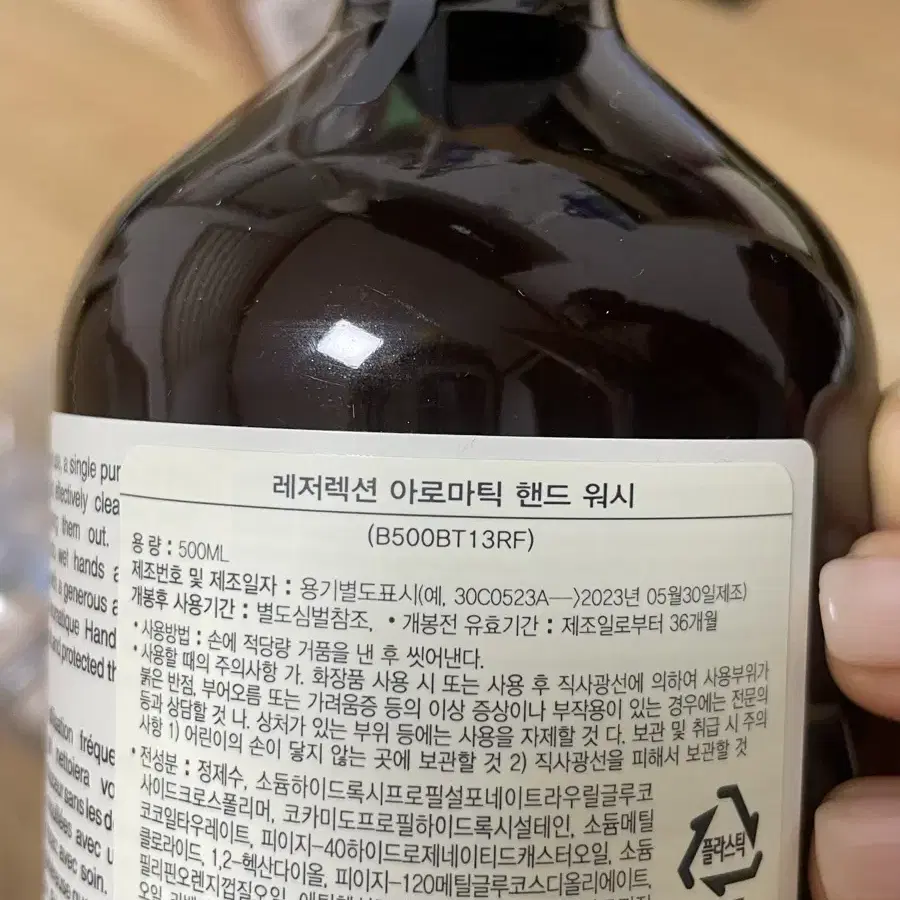 a single pur
effectively clea
them out.
wet hands a
a generous a
Hand
protected th
fréque
nettoiera vo
sans les d
avec u
avec soin.
레저렉션 아로마틱 핸드 워시
(B500BT13RF)
용 량 : 500ML
제조번호 및 제조일자 : 용기별도표시(예, 30C0523A—>2023년 05월30일제조)
개봉후 사용기간 : 별도심벌참조, • 개봉전 유효기간 : 제조일로부터 36개월
• 사용방법 : 손에 적당량 거품을 낸 후 씻어낸다.
• 사용할 때의 주의사항 가. 화장품 사용 시 또는 사용 후 직사광선에 의하여 사용부위가
붉은 반점, 부어오름 또는 가려움증 등의 이상 증상이나 부작용이 있는 경우에는 전문의
등과 상담할 것 나. 상처가 있는 부위 등에는 사용을 자제할 것 다. 보관 및 취급 시 주의
사항 1) 어린이의 손이 닿지 않는 곳에 보관할 것 2) 직사광선을 피해서 보관할 것
• 전성분 : 정제수, 소듐하이드록시프로필설포네이트라우릴글루코
사이드크로스폴리머, 코카미도프로필하이드록시설테인, 소듐메틸
코코일타우레이트, 피이지-40하이드로제네이티드캐스터오일, 소듐
클로라이드, 1,2-헥산다이올, 피이지-120메틸글루코스디올리에이트,
필리핀오렌지껍질오일,
플라스틱